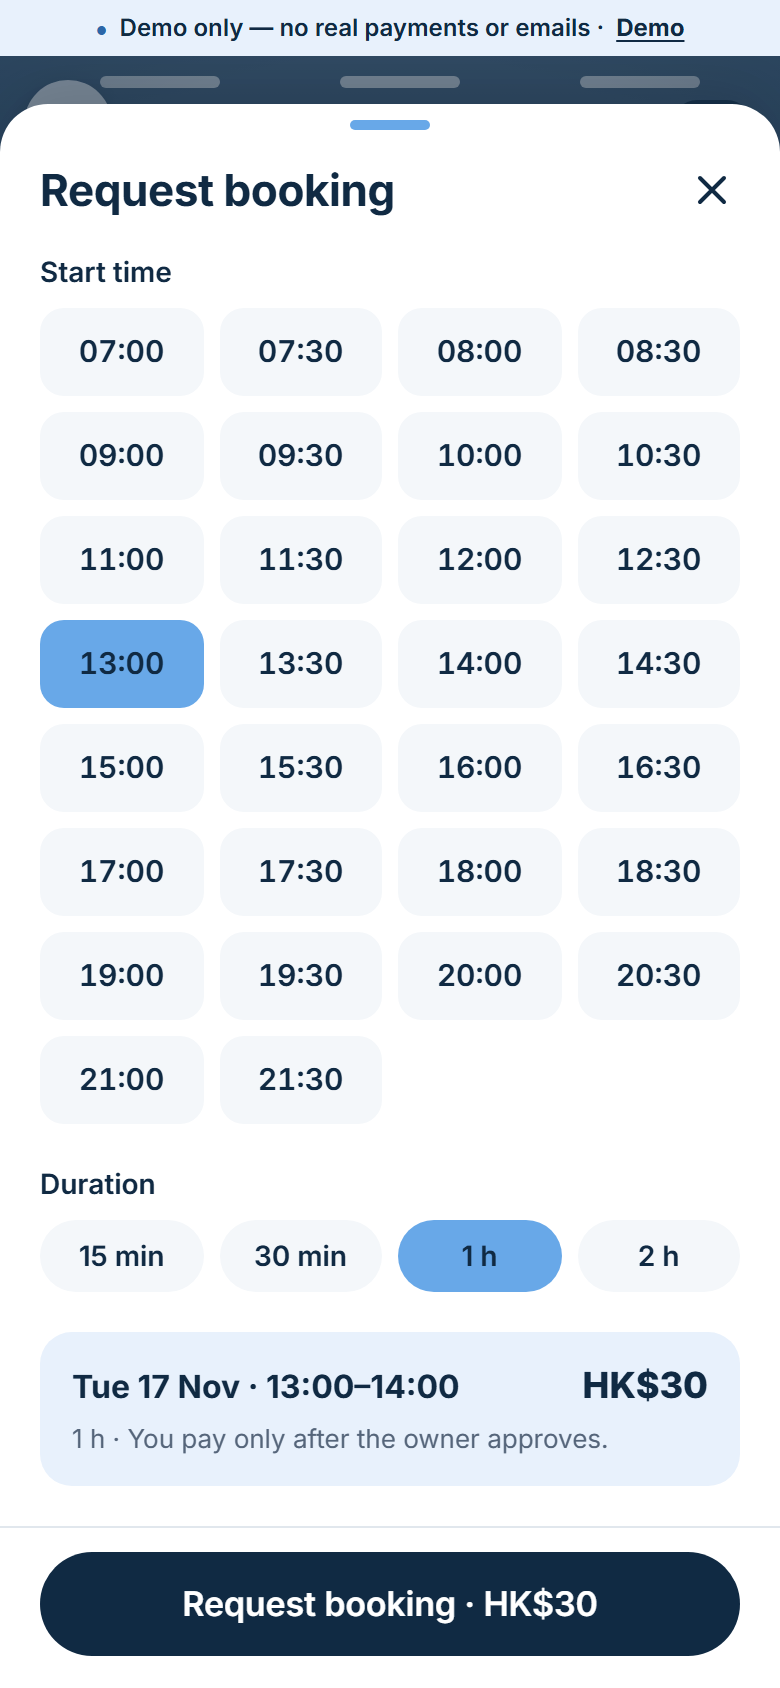 Demo only — no real payments or emails · Demo
Request booking
Start time
07:00 07:30 08:00 08:30
09:00 09:30 10:00 10:30
11:00 11:30 12:00 12:30
13:00 13:30 14:00 14:30
15:00 15:30 16:00 16:30
17:00 17:30 18:00 18:30
19:00 19:30 20:00 20:30
21:00 21:30
Duration
15 min 30 min 1 h 2 h
Tue 17 Nov · 13:00–14:00 HK$30
1 h · You pay only after the owner approves.
Request booking · HK$30